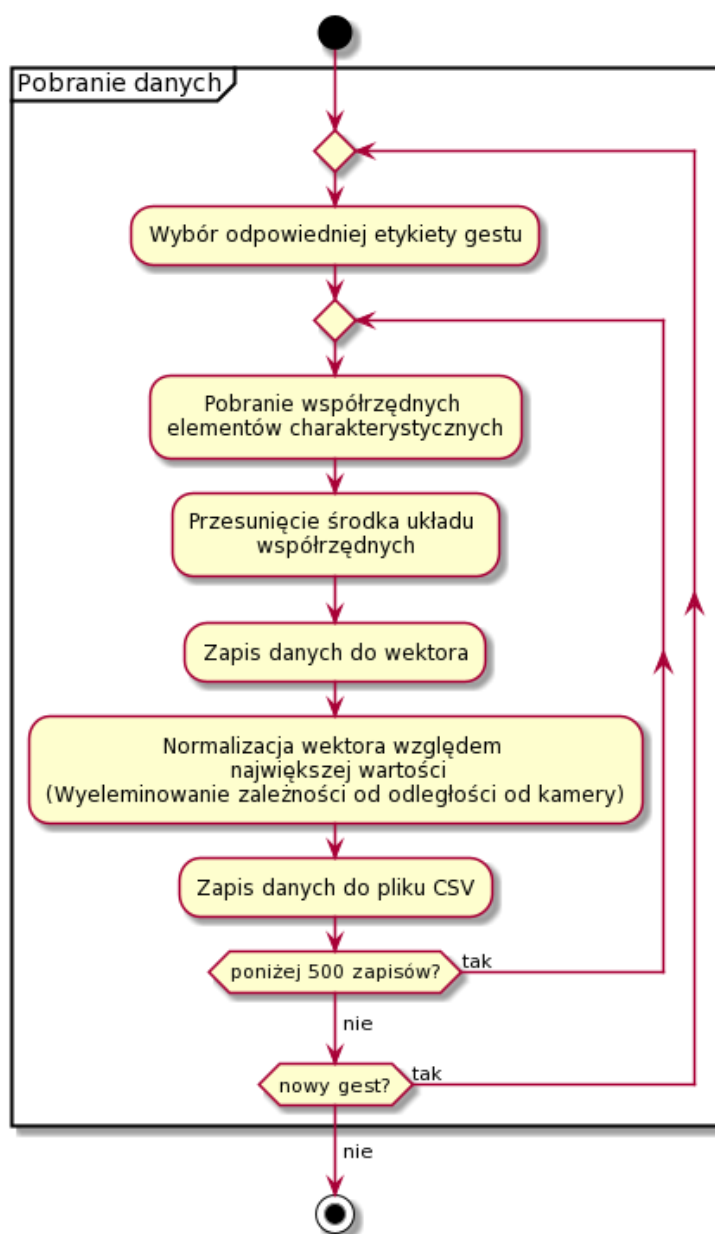 Pobranie danych
Wybór odpowiedniej etykiety gestu
Pobranie współrzędnych
elementów charakterystycznych
Przesunięcie środka układu
współrzędnych
Zapis danych do wektora
Normalizacja wektora względem
największej wartości
(Wyeleminowanie zależności od odległości od kamery)
Zapis danych do pliku CSV
poniżej 500 zapisów?
tak
nie
nowy gest?
tak
nie